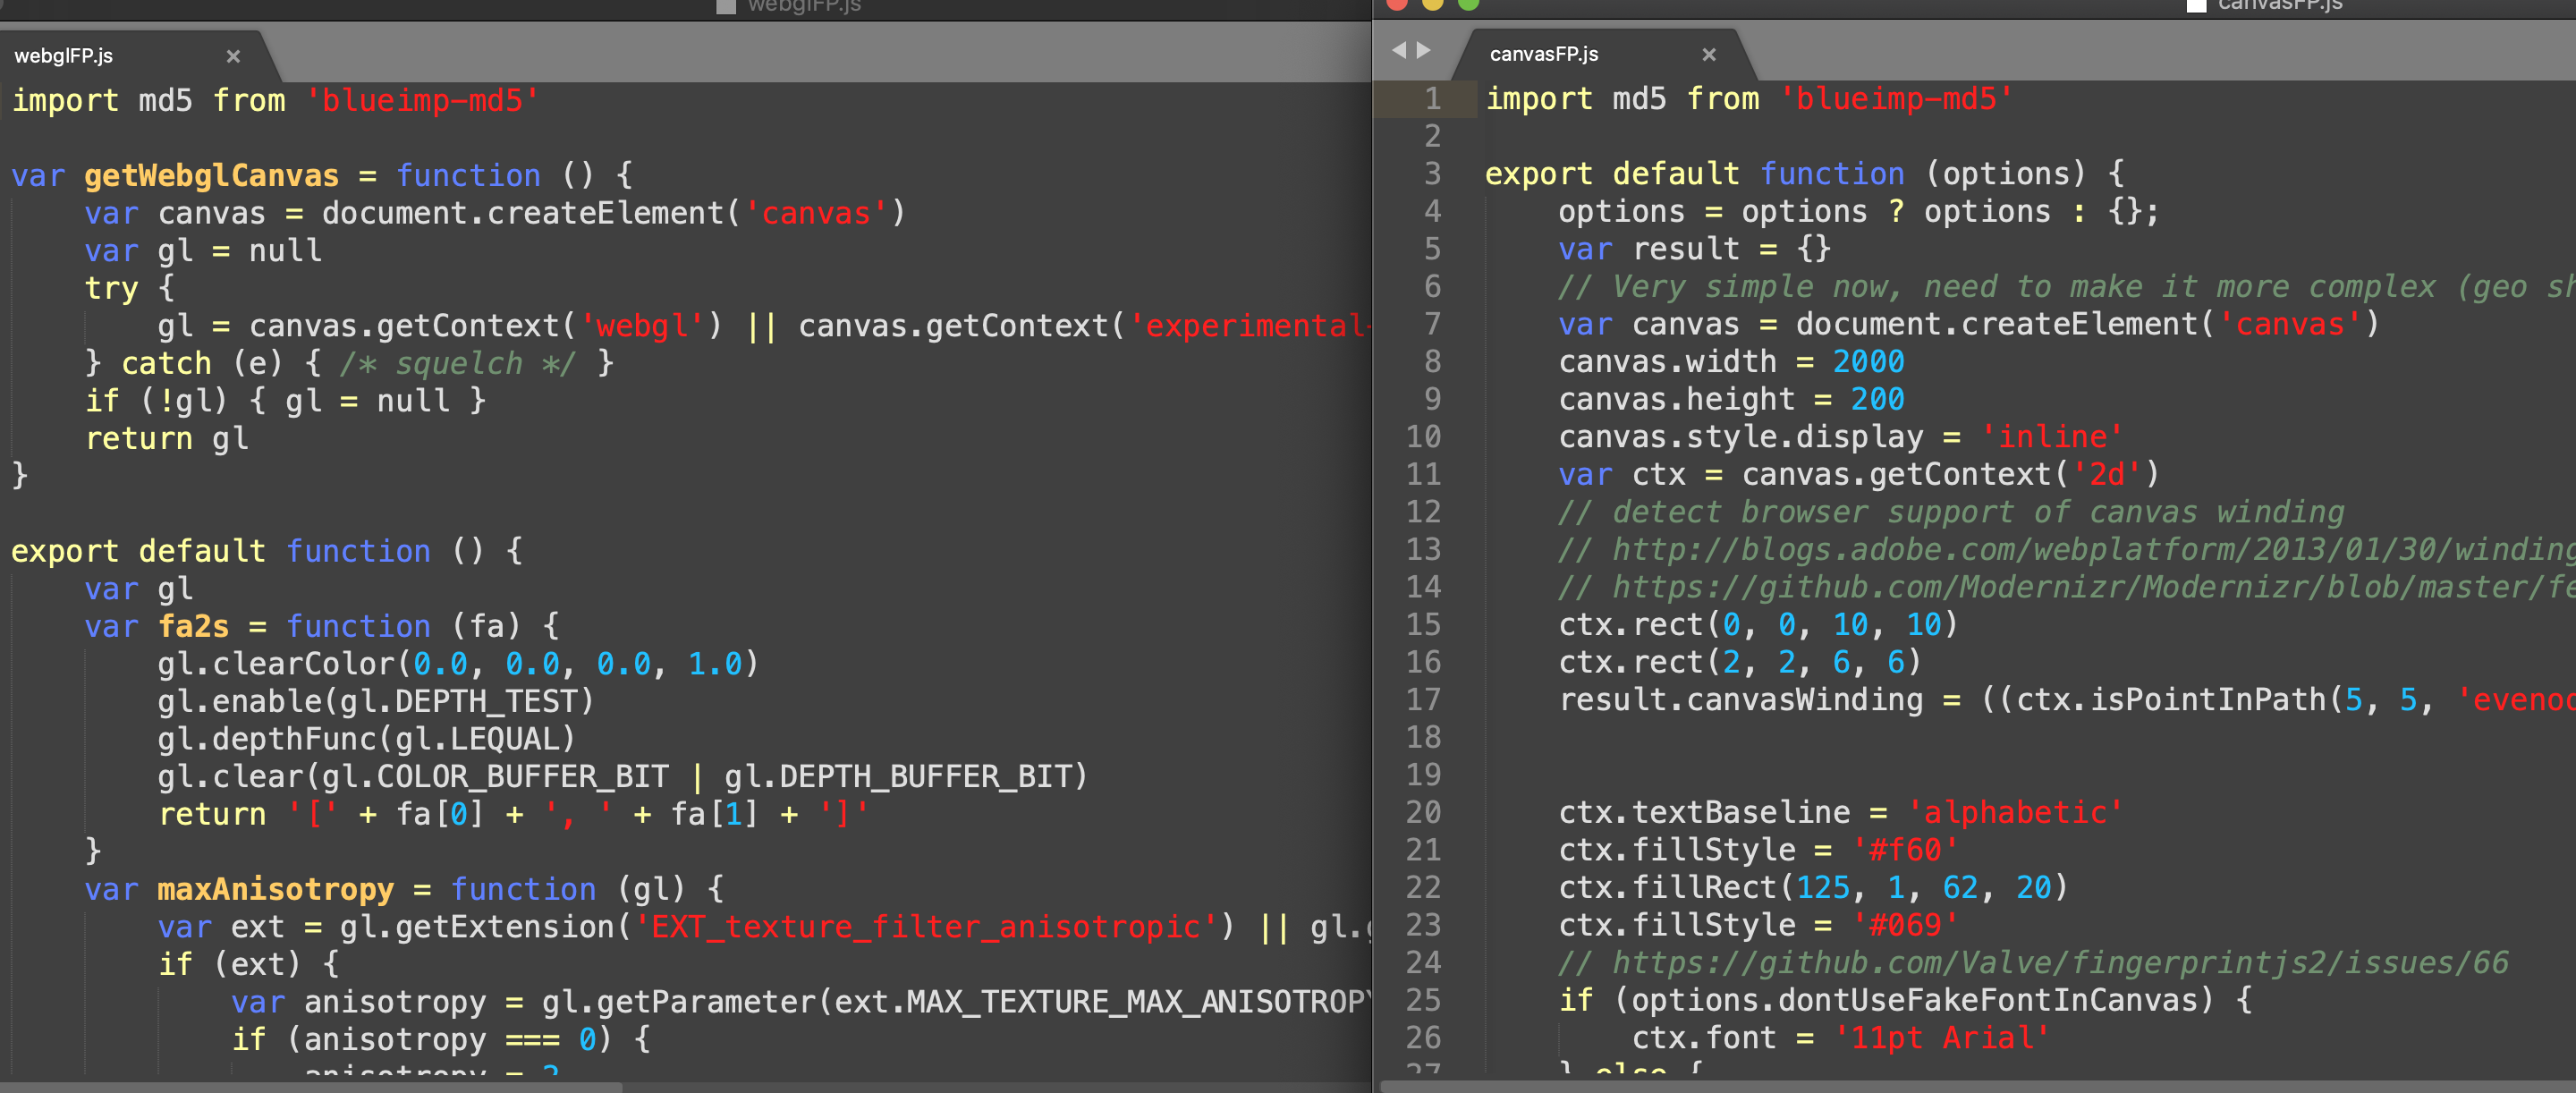 webglFP.js
webglFP.js
import md5 from 'blueimp-md5'
var getWebglCanvas = function () {
var canvas = document.createElement('canvas')
var gl = null
try {
gl = canvas.getContext('webgl') || canvas.getContext('experimental-
} catch (e) { /* squelch */ }
if (!gl) { gl = null }
return gl
}
export default function () {
var gl
var fa2s = function (fa) {
gl.clearColor(0.0, 0.0, 0.0, 1.0)
gl.enable(gl.DEPTH_TEST)
gl.depthFunc(gl.LEQUAL)
gl.clear(gl.COLOR_BUFFER_BIT | gl.DEPTH_BUFFER_BIT)
return '[' + fa[0] + ', ' + fa[1] + ']'
}
var maxAnisotropy = function (gl) {
var ext = gl.getExtension('EXT_texture_filter_anisotropic') || gl.g
if (ext) {
var anisotropy = gl.getParameter(ext.MAX_TEXTURE_MAX_ANISOTROPY
if (anisotropy === 0) {
anisotropy = 2
canvasFP.js
canvasFP.js
1 import md5 from 'blueimp-md5'
2
3 export default function (options) {
4 options = options ? options : {};
5 var result = {}
6 // Very simple now, need to make it more complex (geo sh
7 var canvas = document.createElement('canvas')
8 canvas.width = 2000
9 canvas.height = 200
10 canvas.style.display = 'inline'
11 var ctx = canvas.getContext('2d')
12 // detect browser support of canvas winding
13 // http://blogs.adobe.com/webplatform/2013/01/30/winding
14 // https://github.com/Modernizr/Modernizr/blob/master/fe
15 ctx.rect(0, 0, 10, 10)
16 ctx.rect(2, 2, 6, 6)
17 result.canvasWinding = ((ctx.isPointInPath(5, 5, 'evenod
18
19
20 ctx.textBaseline = 'alphabetic'
21 ctx.fillStyle = '#f60'
22 ctx.fillRect(125, 1, 62, 20)
23 ctx.fillStyle = '#069'
24 // https://github.com/Valve/fingerprintjs2/issues/66
25 if (options.dontUseFakeFontInCanvas) {
26 ctx.font = '11pt Arial'
27 } else {